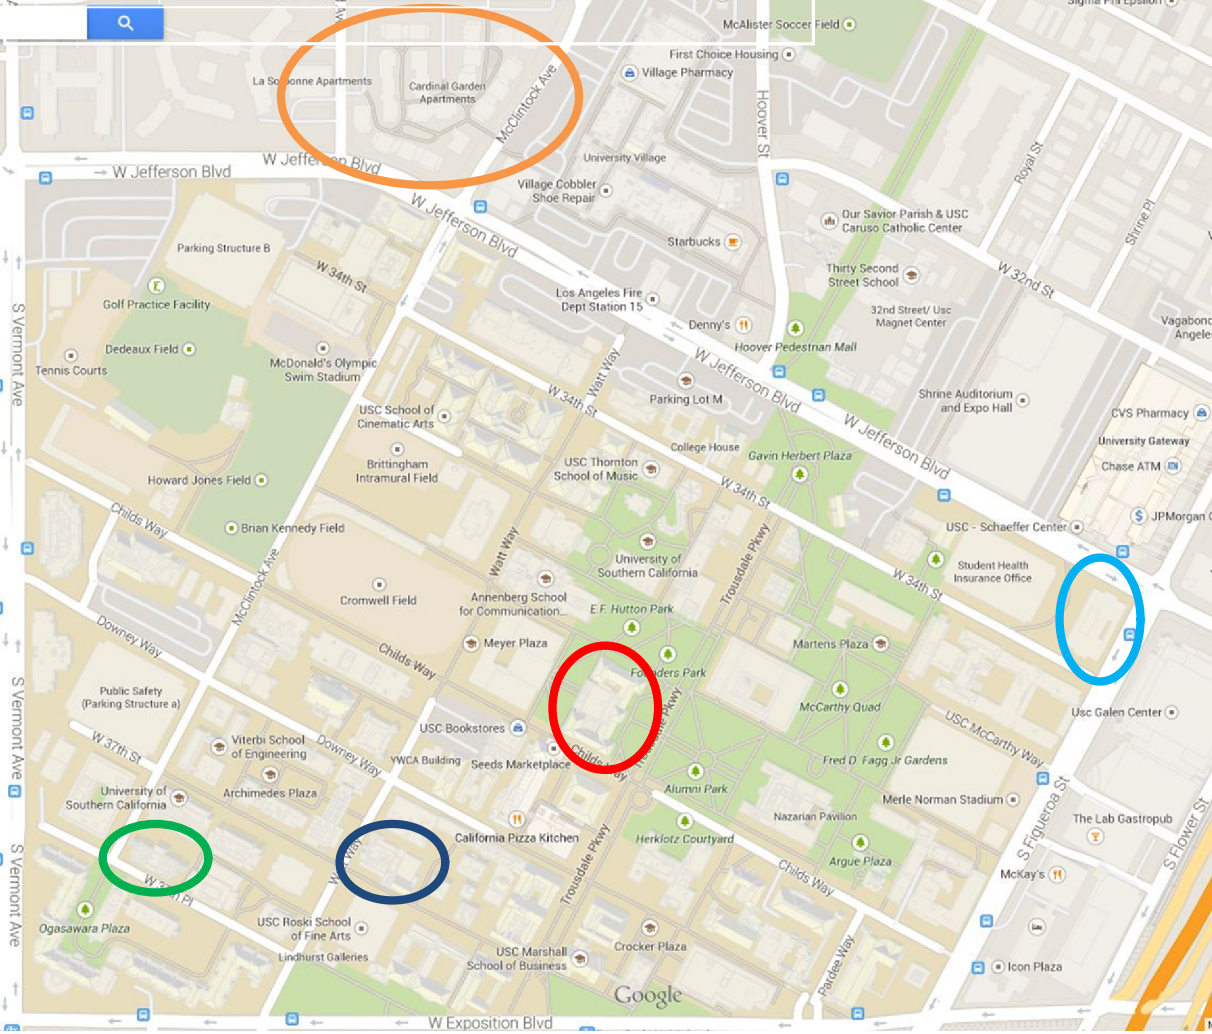 McAlister Soccer Field
Sigma Phi Epsilon
First Choice Housing
Village Pharmacy
La Sorbonne Apartments
Cardinal Garden
Apartments
McClintock Ave
Hoover St
University Village
W Jefferson Blvd
W Jefferson Blvd
Village Cobbler
Shoe Repair
W Jefferson Blvd
Royal St
Shrine Pl
Our Savior Parish & USC
Caruso Catholic Center
Parking Structure B
Starbucks
W 34th St
Thirty Second
Street School
W 32nd St
Golf Practice Facility
Los Angeles Fire
Dept Station 15
32nd Street/ Usc
Magnet Center
Denny's
Vagabond
Angele
S Vermont Ave
Dedeaux Field
Hoover Pedestrian Mall
Tennis Courts
McDonald's Olympic
Swim Stadium
Watt Way
W Jefferson Blvd
W 34th St
Parking Lot M
Shrine Auditorium
and Expo Hall
USC School of
Cinematic Arts
CVS Pharmacy
W Jefferson Blvd
University Gateway
College House
Gavin Herbert Plaza
Brittingham
Intramural Field
USC Thornton
School of Music
Chase ATM
Howard Jones Field
W 34th St
Childs Way
JPMorgan C
Brian Kennedy Field
USC - Schaeffer Center
Watt Way
University of
Southern California
Trousdale Pkwy
Student Health
Insurance Office
McClintock Ave
W 34th St
Cromwell Field
Annenberg School
for Communication...
E.F. Hutton Park
Downey Way
Childs Way
Meyer Plaza
Martens Plaza
Founders Park
S Vermont Ave
Public Safety
(Parking Structure a)
McCarthy Quad
Usc Galen Center
USC Bookstores
Trousdale Pkwy
USC McCarthy Way
W 37th St
Viterbi School
of Engineering
Downey Way
YWCA Building
Seeds Marketplace
Childs Way
Fred D. Fagg Jr Gardens
University of
Southern California
Archimedes Plaza
Alumni Park
Merle Norman Stadium
Nazarian Pavilion
S Figueroa St
The Lab Gastropub
S Flower St
California Pizza Kitchen
Herklotz Courtyard
S Vermont Ave
Trousdale Pkwy
Argue Plaza
Childs Way
McKay's
Ogasawara Plaza
USC Roski School
of Fine Arts
Lindhurst Galleries
USC Marshall
School of Business
Crocker Plaza
Pardee Way
Icon Plaza
Google
W Exposition Blvd